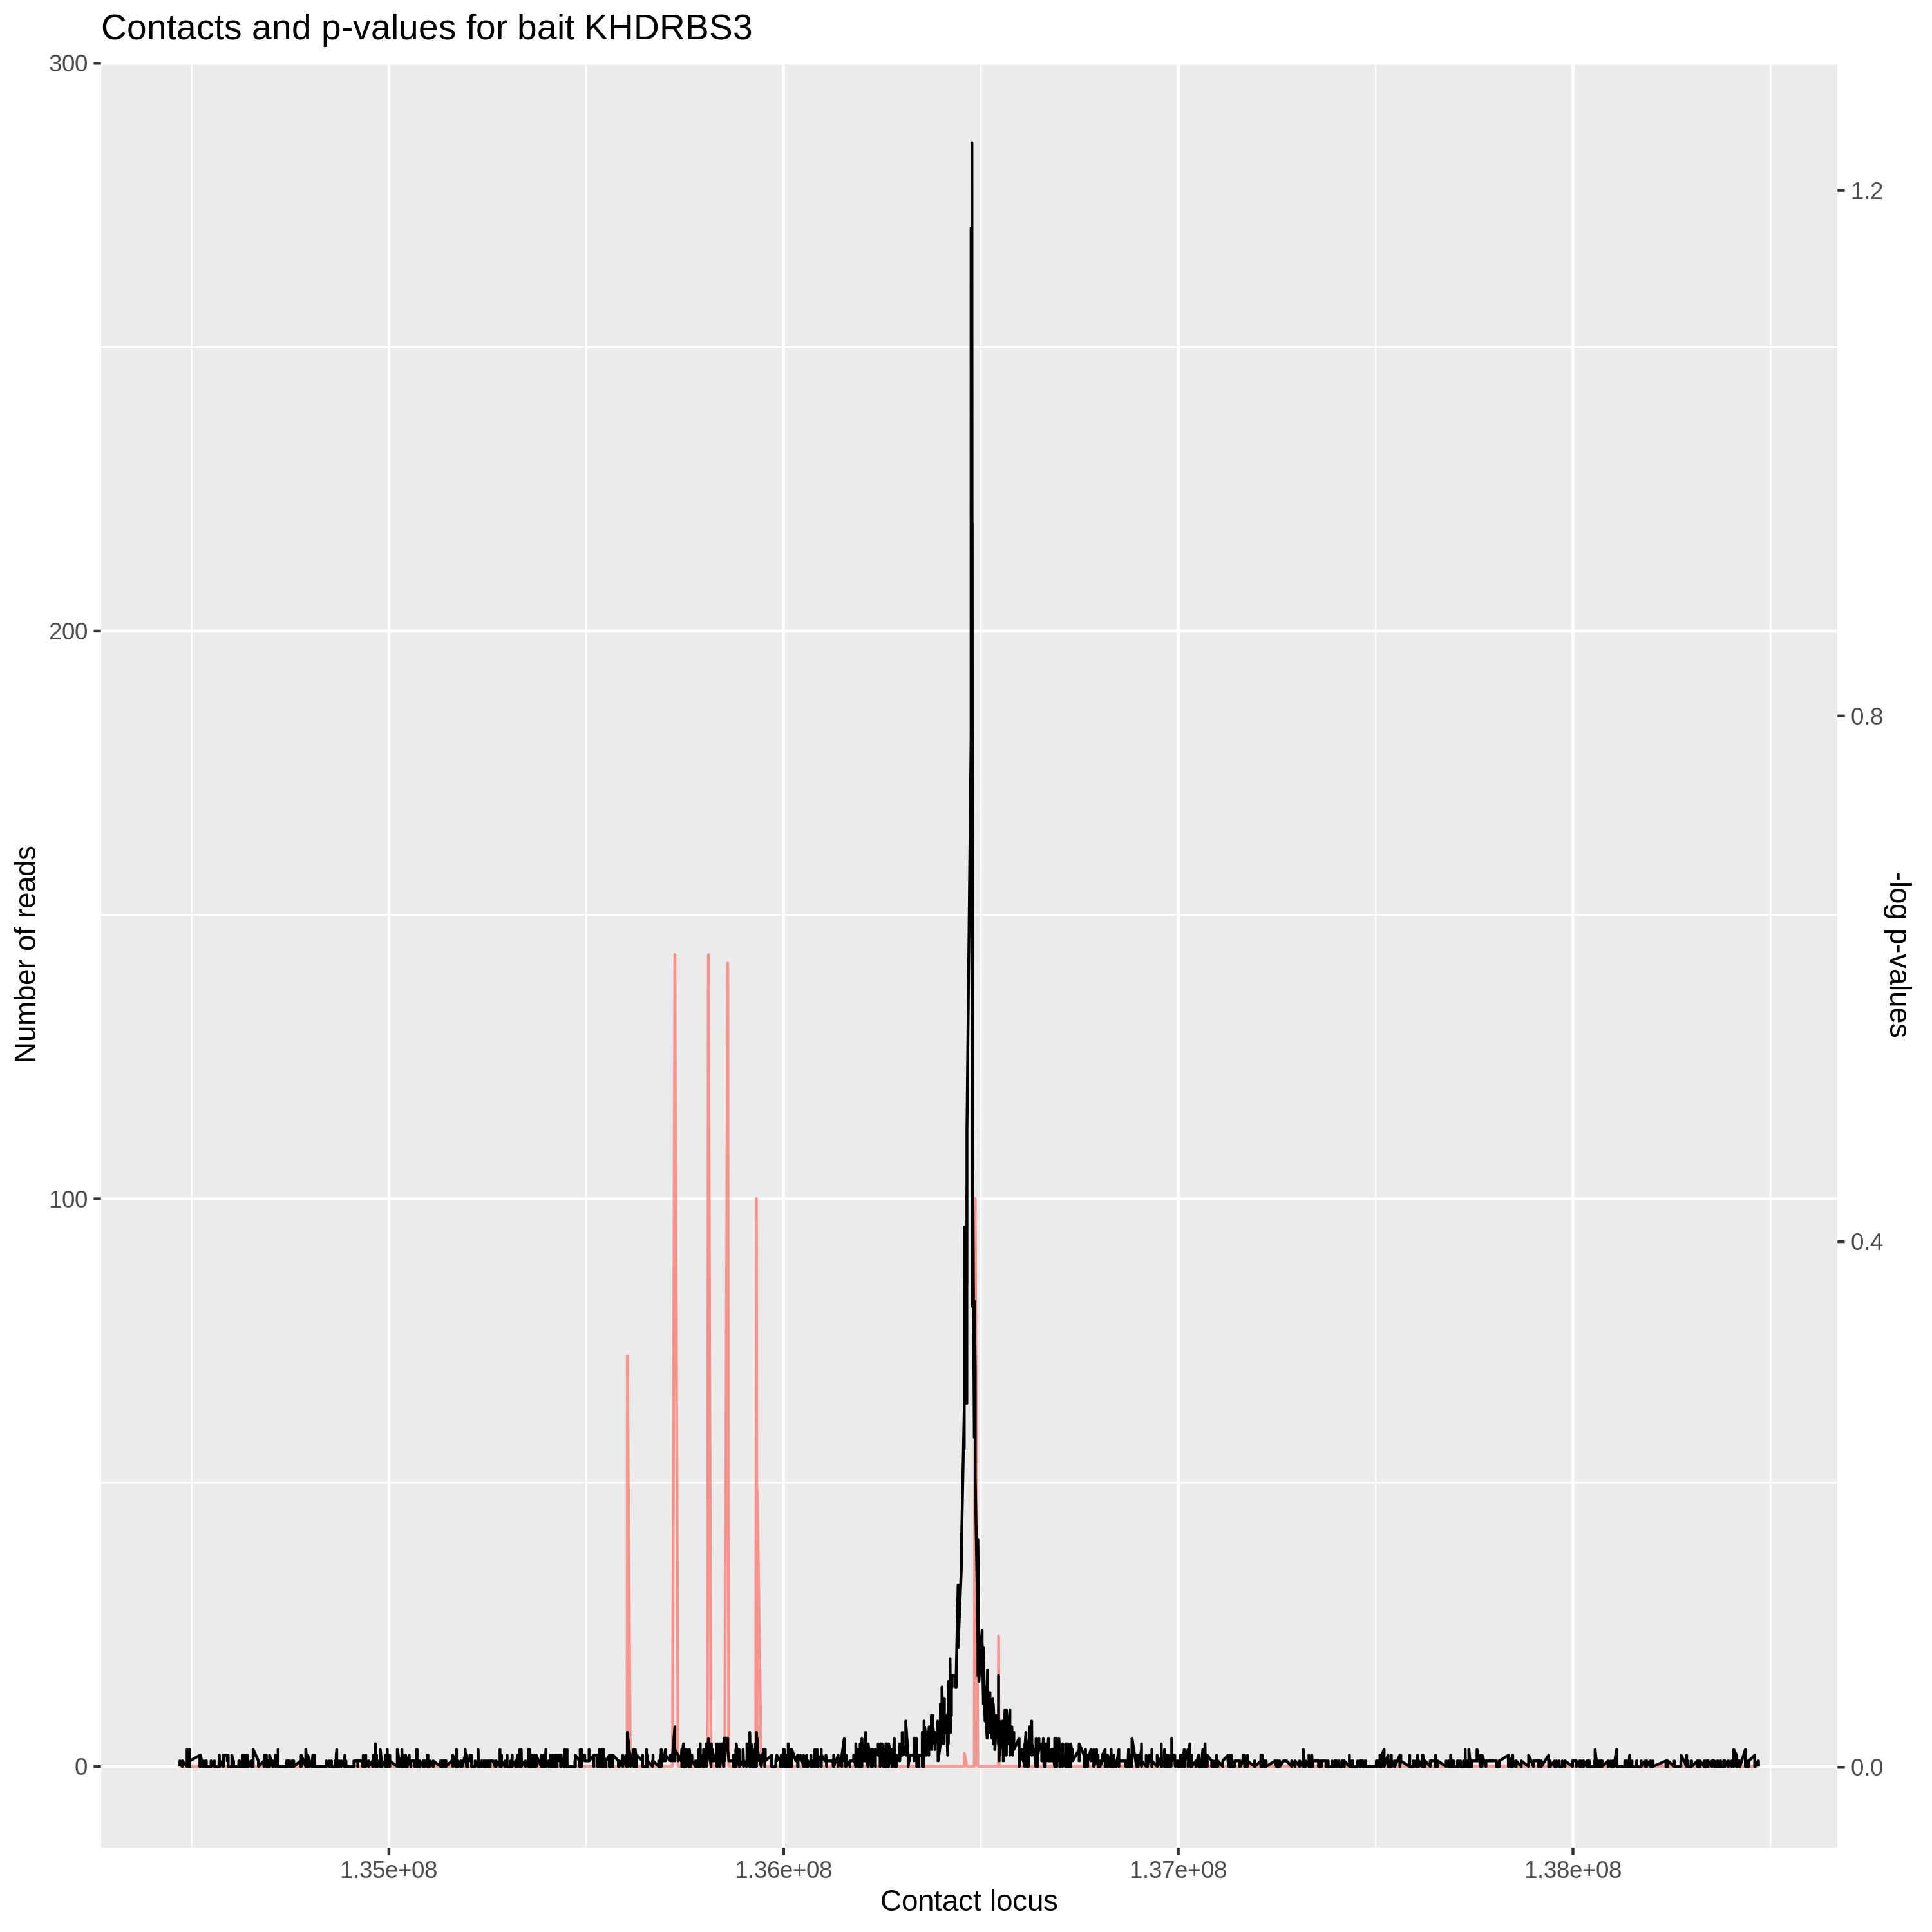 Contacts and p-values for bait KHDRBS3
300
200
100
0
1.2
0.8
0.4
0.0
Number of reads
-log p-values
1.35e+08
1.36e+08
1.37e+08
1.38e+08
Contact locus